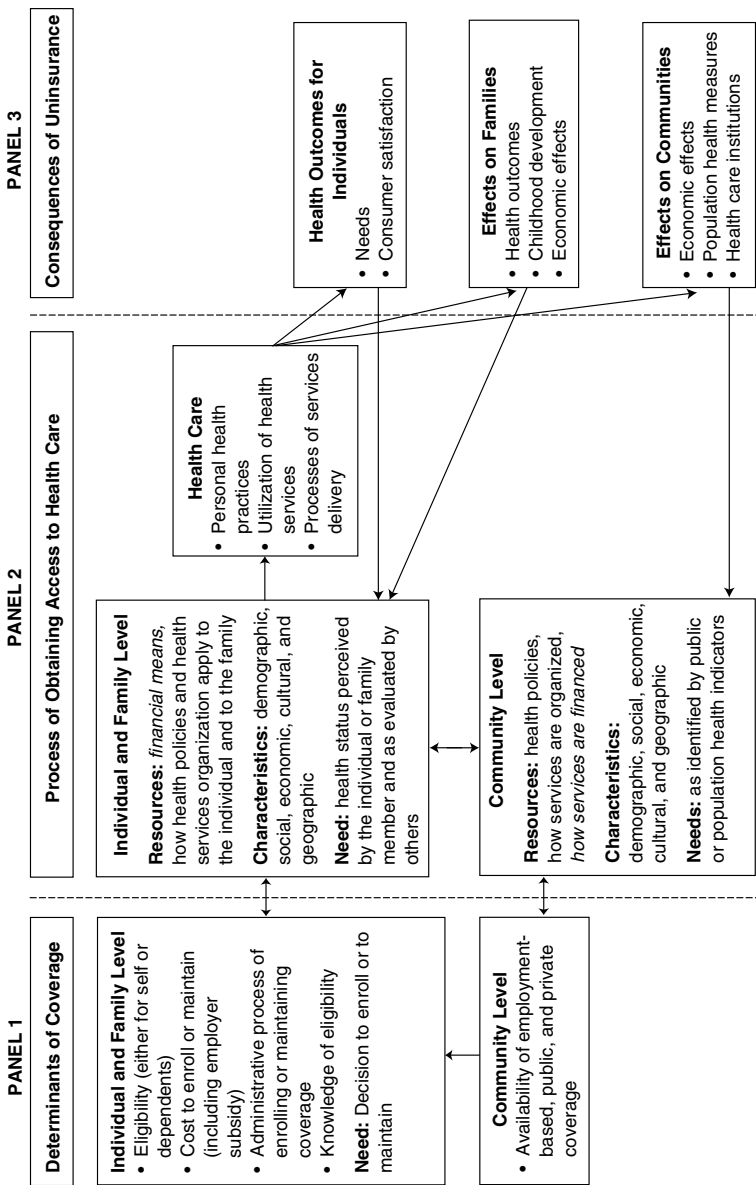 PANEL 1
Determinants of Coverage
Individual and Family Level
• Eligibility (either for self or
dependents)
• Cost to enroll or maintain
(including employer
subsidy)
• Administrative process of
enrolling or maintaining
coverage
• Knowledge of eligibility
Need: Decision to enroll or to
maintain
Community Level
• Availability of employment-
based, public, and private
coverage
PANEL 2
Process of Obtaining Access to Health Care
Individual and Family Level
Resources: financial means,
how health policies and health
services organization apply to
the individual and to the family
Characteristics: demographic,
social, economic, cultural, and
geographic
Need: health status perceived
by the individual or family
member and as evaluated by
others
Community Level
Resources: health policies,
how services are organized,
how services are financed
Characteristics:
demographic, social, economic,
cultural, and geographic
Needs: as identified by public
or population health indicators
Health Care
• Personal health
practices
• Utilization of health
services
• Processes of services
delivery
PANEL 3
Consequences of Uninsurance
Health Outcomes for
Individuals
• Needs
• Consumer satisfaction
Effects on Families
• Health outcomes
• Childhood development
• Economic effects
Effects on Communities
• Economic effects
• Population health measures
• Health care institutions